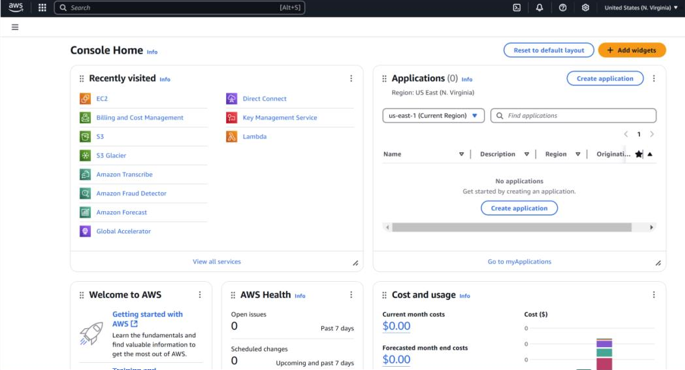 aws
Search
[Alt+S]
United States (N. Virginia)
Console Home Info
Reset to default layout
Add widgets
Recently visited Info
EC2
Billing and Cost Management
S3
S3 Glacier
Amazon Transcribe
Amazon Fraud Detector
Amazon Forecast
Global Accelerator
Direct Connect
Key Management Service
Lambda
View all services
Applications (0) Info
Create application
Region: US East (N. Virginia)
us-east-1 (Current Region)
Find applications
1
Name
Description
Region
Originati...
No applications
Get started by creating an application.
Create application
Go to myApplications
Welcome to AWS
Getting started with
AWS
Learn the fundamentals and
find valuable information to
get the most out of AWS.
AWS Health Info
Open issues
0
Past 7 days
Scheduled changes
0
Upcoming and past 7 days
Cost and usage Info
Current month costs
$0.00
Forecasted month end costs
$0.00
Cost ($)
0
0
0